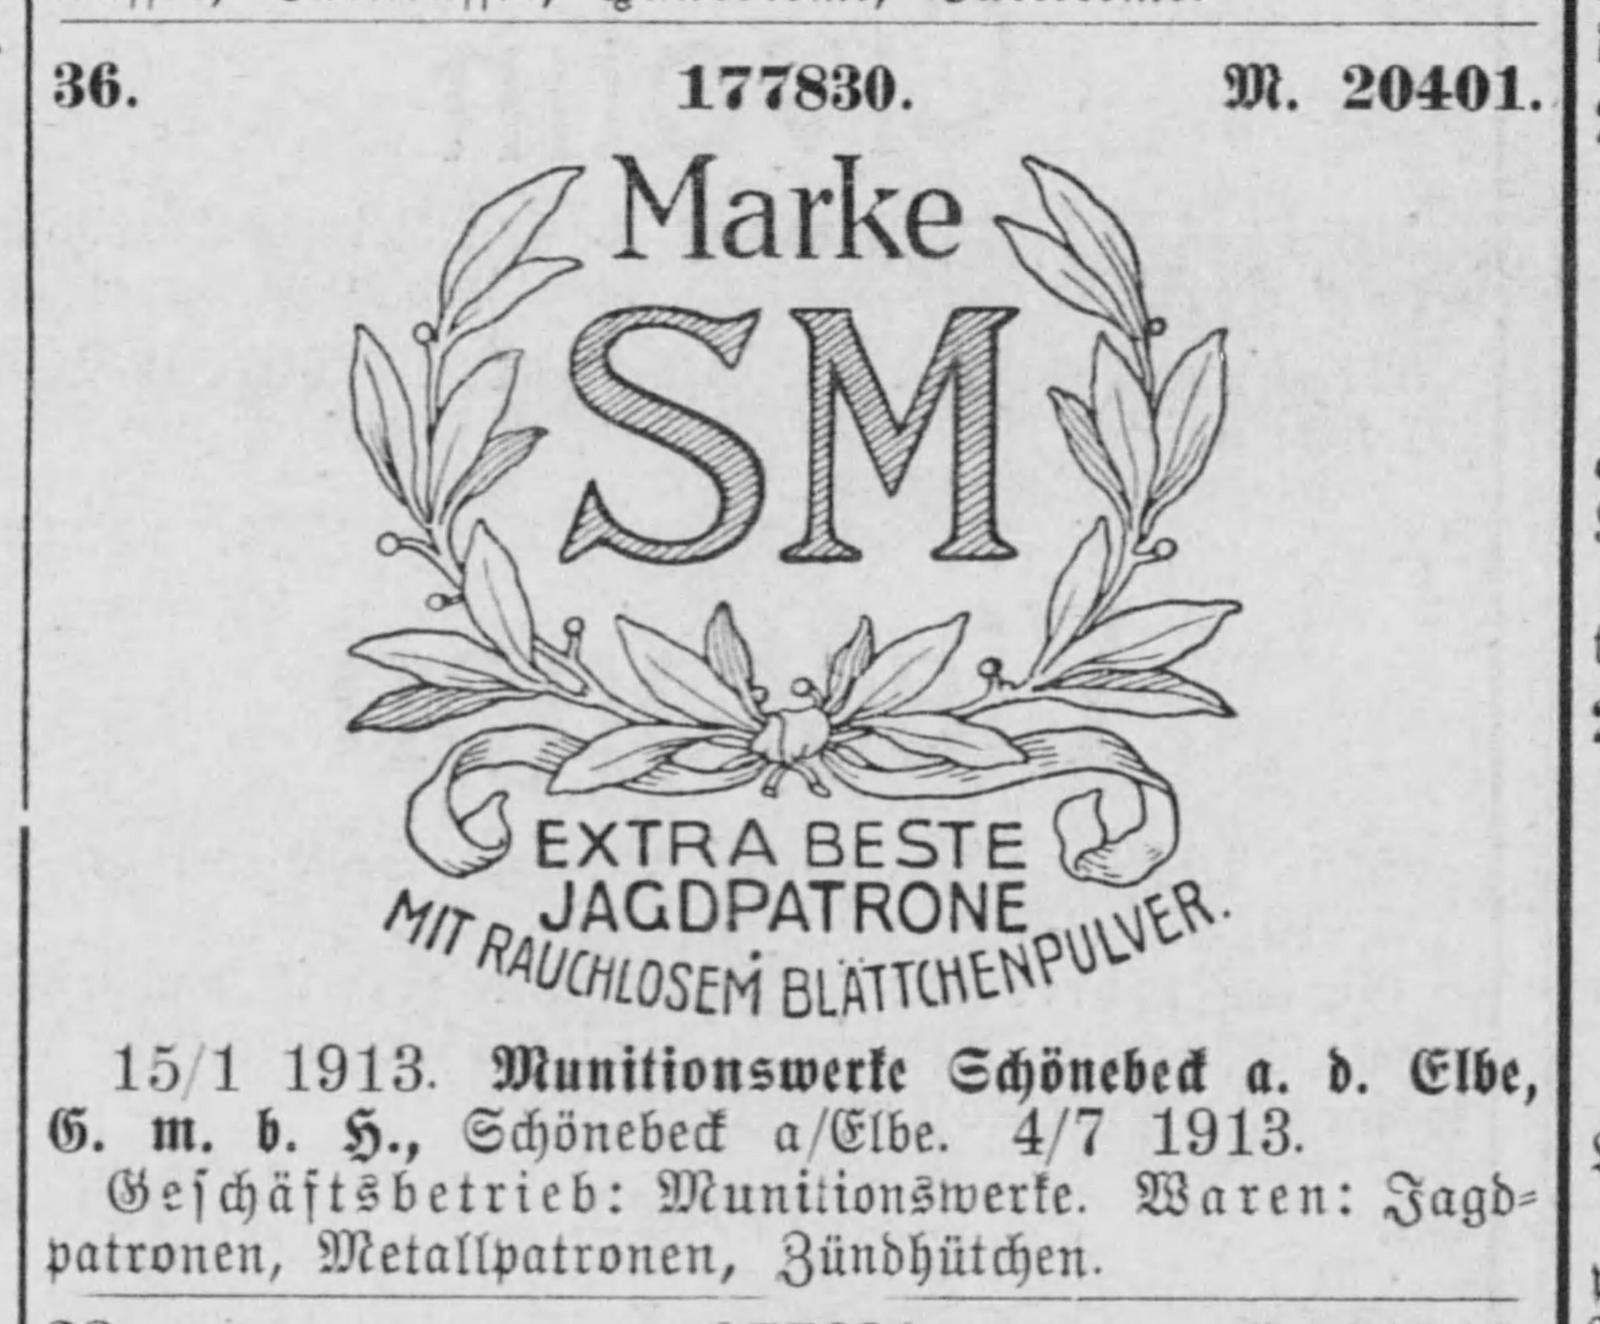 36. 177830. M. 20401.
Marke
SM
EXTRA BESTE
JAGDPATRONE
MIT RAUCHLOSEM BLÄTTCHENPULVER.
15/1 1913. Munitionswerke Schönebeck a. d. Elbe,
G. m. b. H., Schönebeck a/Elbe. 4/7 1913.
Geschäftsbetrieb: Munitionswerke. Waren: Jagd-
patronen, Metallpatronen, Zündhütchen.